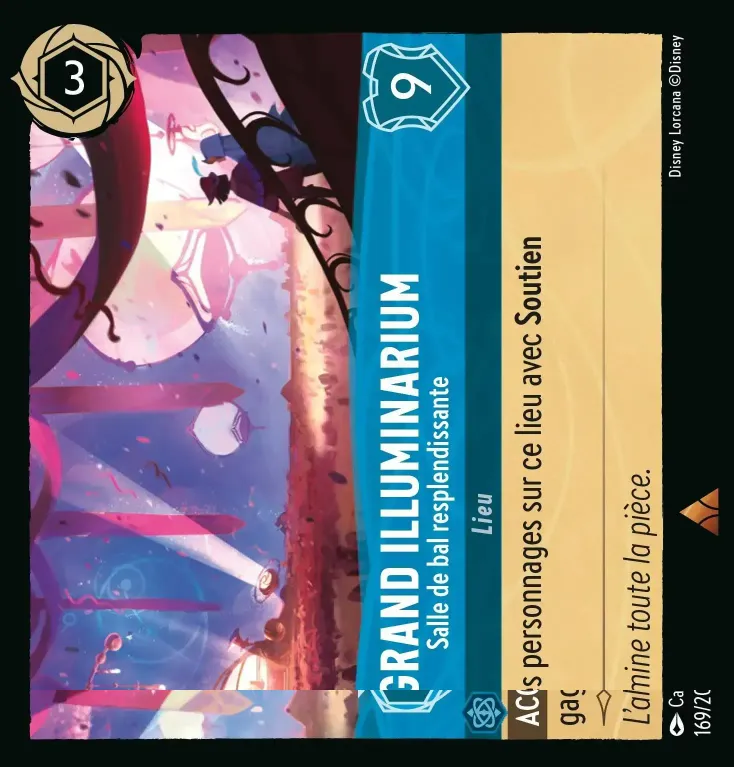 3
9
GRAND ILLUMINARIUM
Salle de bal resplendissante
Lieu
personnages sur ce lieu avec Soutien
toute la pièce.
Disney Lorcana ©Disney